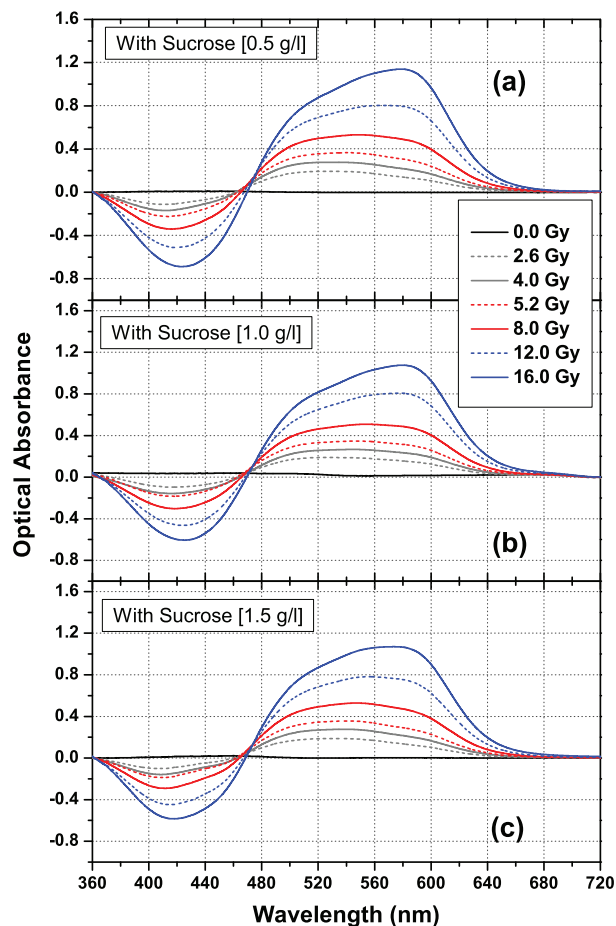 With Sucrose [0.5 g/l]
(a)
1.6
1.2
0.8
0.4
0.0
-0.4
-0.8
0.0 Gy
2.6 Gy
4.0 Gy
5.2 Gy
8.0 Gy
12.0 Gy
16.0 Gy
With Sucrose [1.0 g/l]
(b)
1.6
1.2
0.8
0.4
0.0
-0.4
-0.8
Optical Absorbance
With Sucrose [1.5 g/l]
(c)
1.6
1.2
0.8
0.4
0.0
-0.4
-0.8
360 400 440 480 520 560 600 640 680 720
Wavelength (nm)